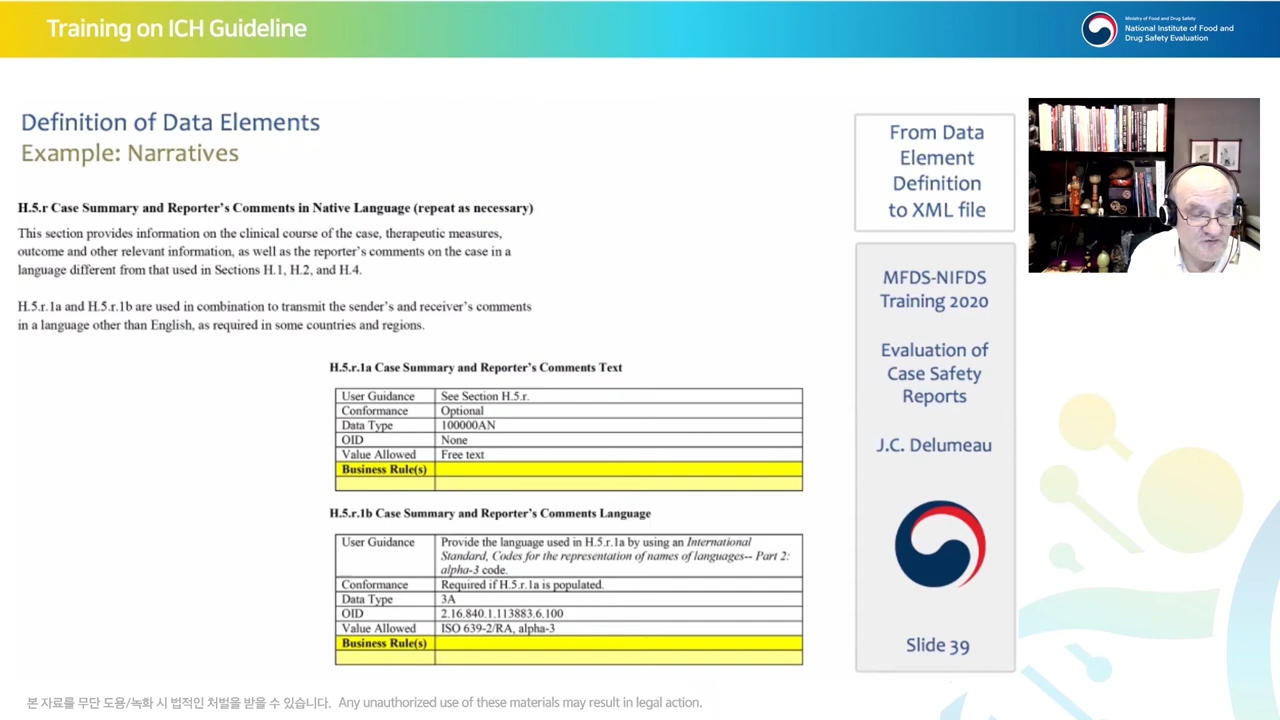 Training on ICH Guideline
Ministry of Food and Drug Safety
National Institute of Food and
Drug Safety Evaluation
Definition of Data Elements
Example: Narratives
H.5.r Case Summary and Reporter's Comments in Native Language (repeat as necessary)
This section provides information on the clinical course of the case, therapeutic measures,
outcome and other relevant information, as well as the reporter's comments on the case in a
language different from that used in Sections H.1, H.2, and H.4.
H.5.r.1a and H.5.r.1b are used in combination to transmit the sender's and receiver's comments
in a language other than English, as required in some countries and regions.
H.5.r.1a Case Summary and Reporter's Comments Text
User Guidance See Section H.5.r.
Conformance Optional
Data Type 100000AN
OID None
Value Allowed Free text
Business Rule(s)
H.5.r.1b Case Summary and Reporter's Comments Language
User Guidance Provide the language used in H.5.r.1a by using an International
Standard, Codes for the representation of names of languages-- Part 2:
alpha-3 code.
Conformance Required if H.5.r.1a is populated.
Data Type 3A
OID 2.16.840.1.113883.6.100
Value Allowed ISO 639-2/RA, alpha-3
Business Rule(s)
From Data
Element
Definition
to XML file
MFDS-NIFDS
Training 2020
Evaluation of
Case Safety
Reports
J.C. Delumeau
Slide 39
본 자료를 무단 도용/녹화 시 법적인 처벌을 받을 수 있습니다. Any unauthorized use of these materials may result in legal action.